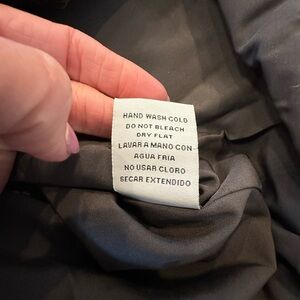 HAND WASH COLD
DO NOT BLEACH
DRY FLAT
LAVAR A MANO CON
AGUA FRIA
NO USAR CLORO
SECAR EXTENDIDO